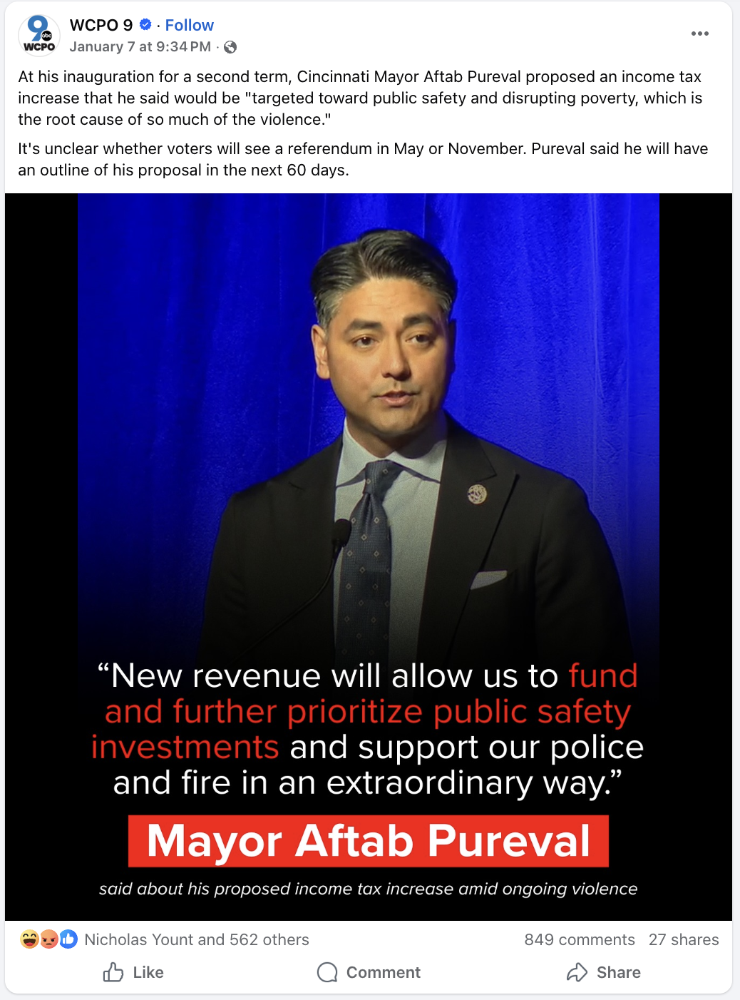 WCPO 9 · Follow
9 abc WCPO
January 7 at 9:34 PM ·
At his inauguration for a second term, Cincinnati Mayor Aftab Pureval proposed an income tax
increase that he said would be "targeted toward public safety and disrupting poverty, which is
the root cause of so much of the violence."
It's unclear whether voters will see a referendum in May or November. Pureval said he will have
an outline of his proposal in the next 60 days.
“New revenue will allow us to fund
and further prioritize public safety
investments and support our police
and fire in an extraordinary way.”
Mayor Aftab Pureval
said about his proposed income tax increase amid ongoing violence
Nicholas Yount and 562 others 849 comments 27 shares
Like Comment Share